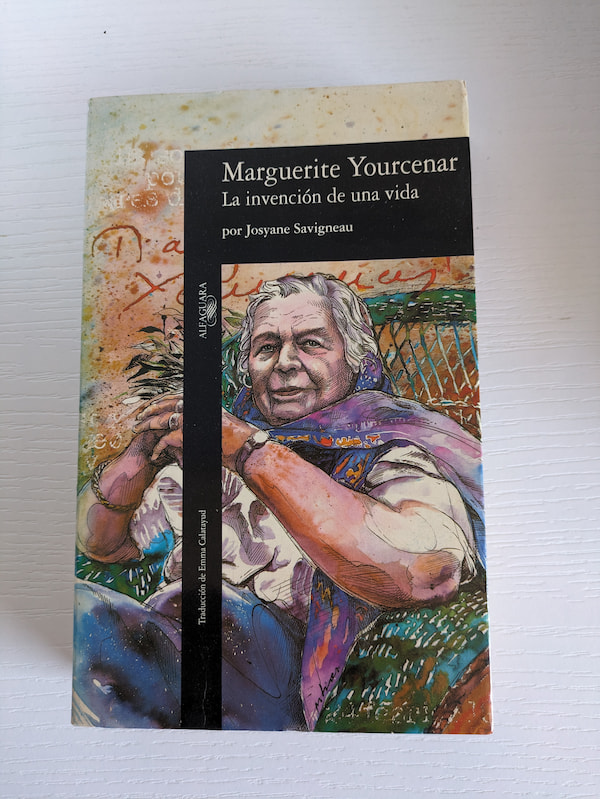 Marguerite Yourcenar
La invención de una vida
por Josyane Savigneau
ALFAGUARA
Traducción de Emma Calatayud